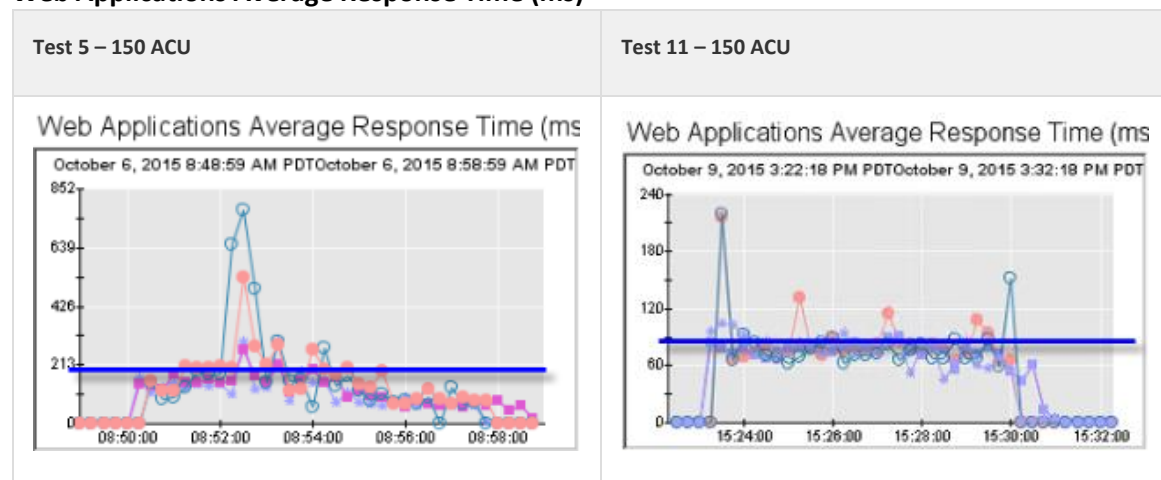 Web Applications Average Response Time (ms)
Test 5 – 150 ACU
Test 11 – 150 ACU
Web Applications Average Response Time (ms
October 6, 2015 8:48:59 AM PDTOctober 6, 2015 8:58:59 AM PDT
852
639
426
213
0
08:50:00 08:52:00 08:54:00 08:56:00 08:58:00
Web Applications Average Response Time (ms
October 9, 2015 3:22:18 PM PDTOctober 9, 2015 3:32:18 PM PDT
240
180
120
60
0
15:24:00 15:26:00 15:28:00 15:30:00 15:32:00